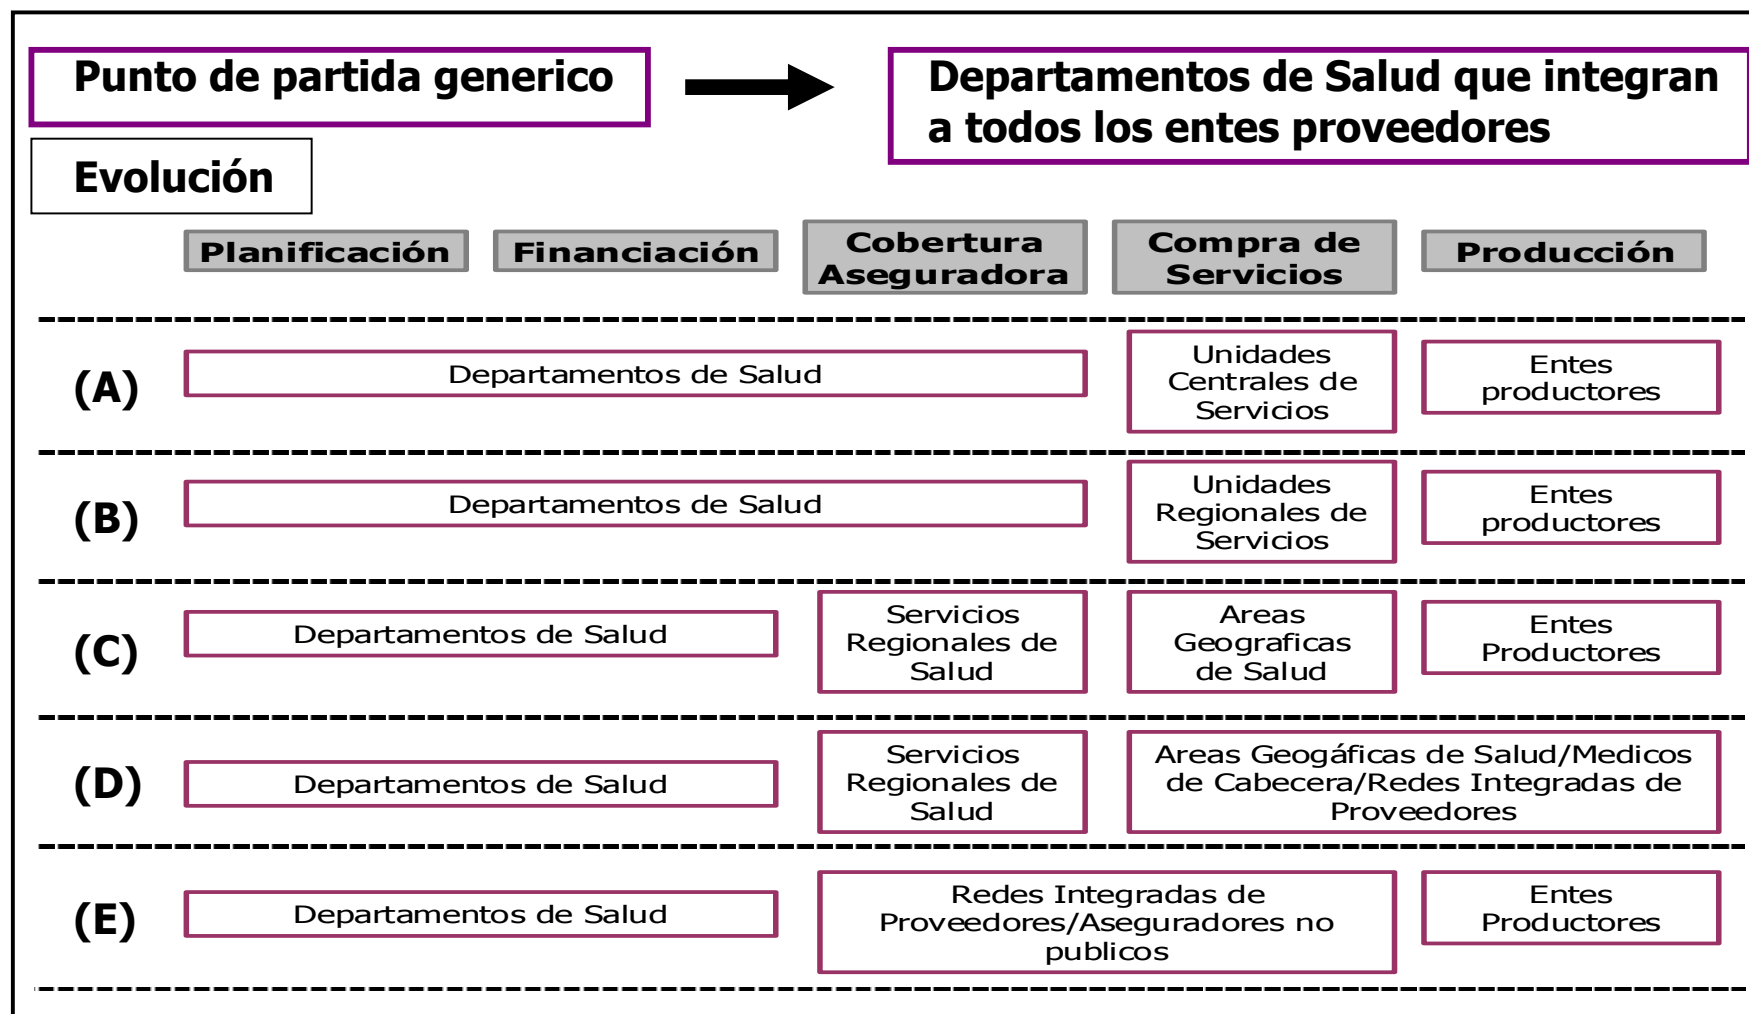 Punto de partida generico
Departamentos de Salud que integran
a todos los entes proveedores
Evolución
Planificación
Financiación
Cobertura
Aseguradora
Compra de
Servicios
Producción
(A)
Departamentos de Salud
Unidades
Centrales de
Servicios
Entes
productores
(B)
Departamentos de Salud
Unidades
Regionales de
Servicios
Entes
productores
(C)
Departamentos de Salud
Servicios
Regionales de
Salud
Areas
Geograficas
de Salud
Entes
Productores
(D)
Departamentos de Salud
Servicios
Regionales de
Salud
Areas Geogáficas de Salud/Medicos
de Cabecera/Redes Integradas de
Proveedores
(E)
Departamentos de Salud
Redes Integradas de
Proveedores/Aseguradores no
publicos
Entes
Productores